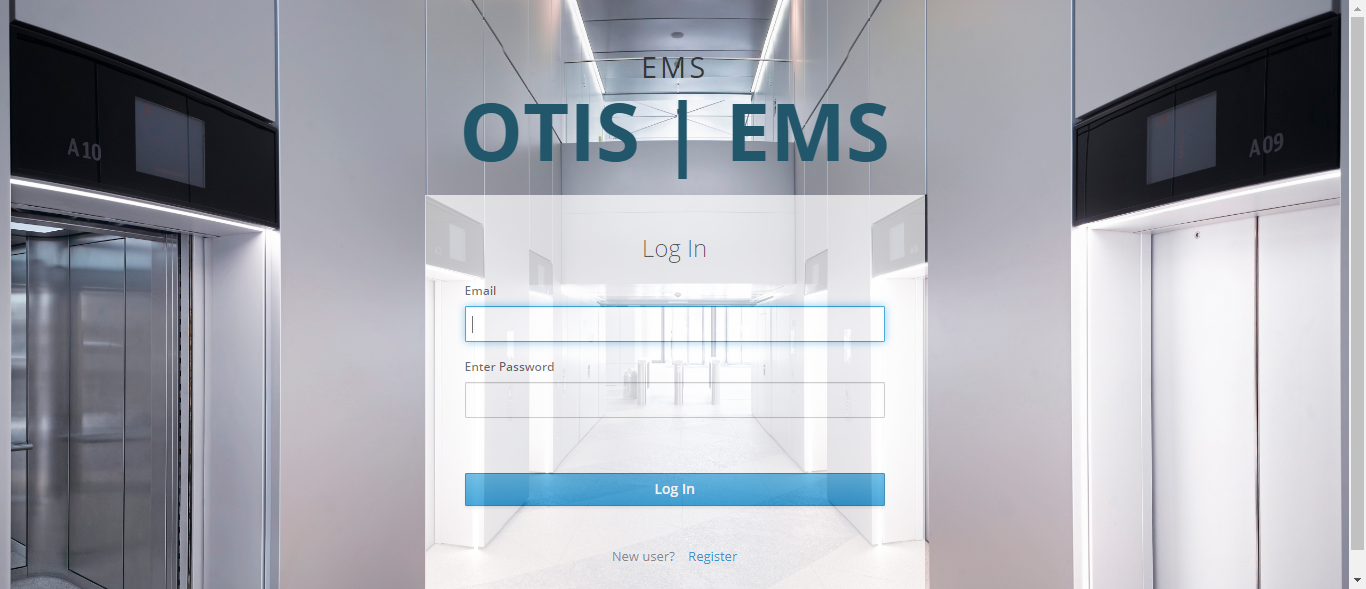 EMS
OTIS | EMS
A10
A09
Log In
Email
Enter Password
Log In
New user? Register